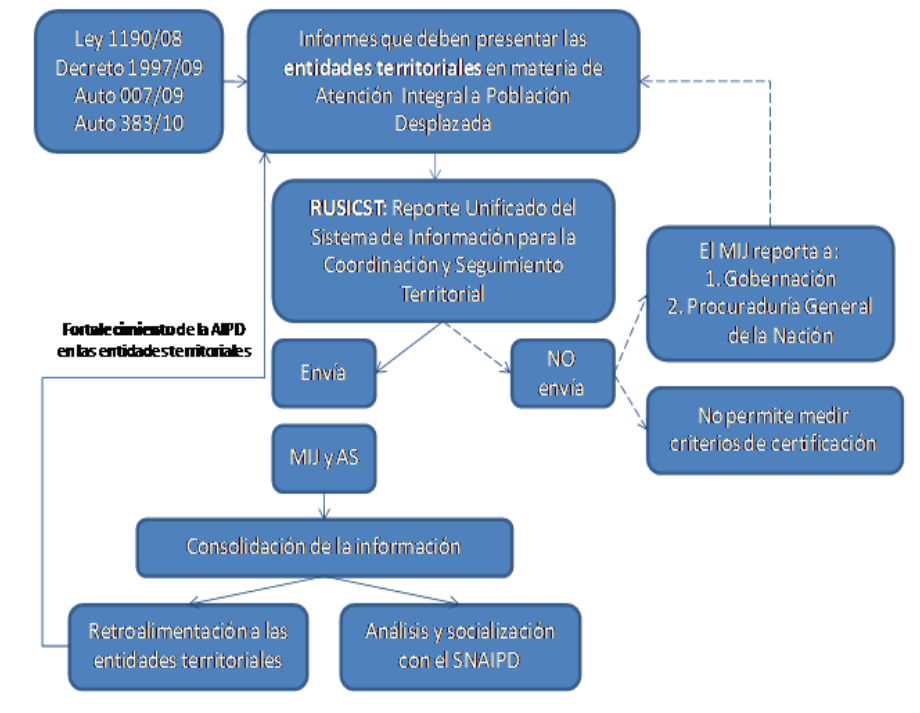 Ley 1190/08
Decreto 1997/09
Auto 007/09
Auto 383/10
Informes que deben presentar las
entidades territoriales en materia de
Atención Integral a Población
Desplazada
RUSICST: Reporte Unificado del
Sistema de Información para la
Coordinación y Seguimiento
Territorial
El MIJ reporta a:
1. Gobernación
2. Procuraduría General
de la Nación
Fortalecimiento de la AIPD
en las entidades territoriales
Envía
NO
envía
No permite medir
criterios de certificación
MIJ y AS
Consolidación de la información
Retroalimentación a las
entidades territoriales
Análisis y socialización
con el SNAIPD